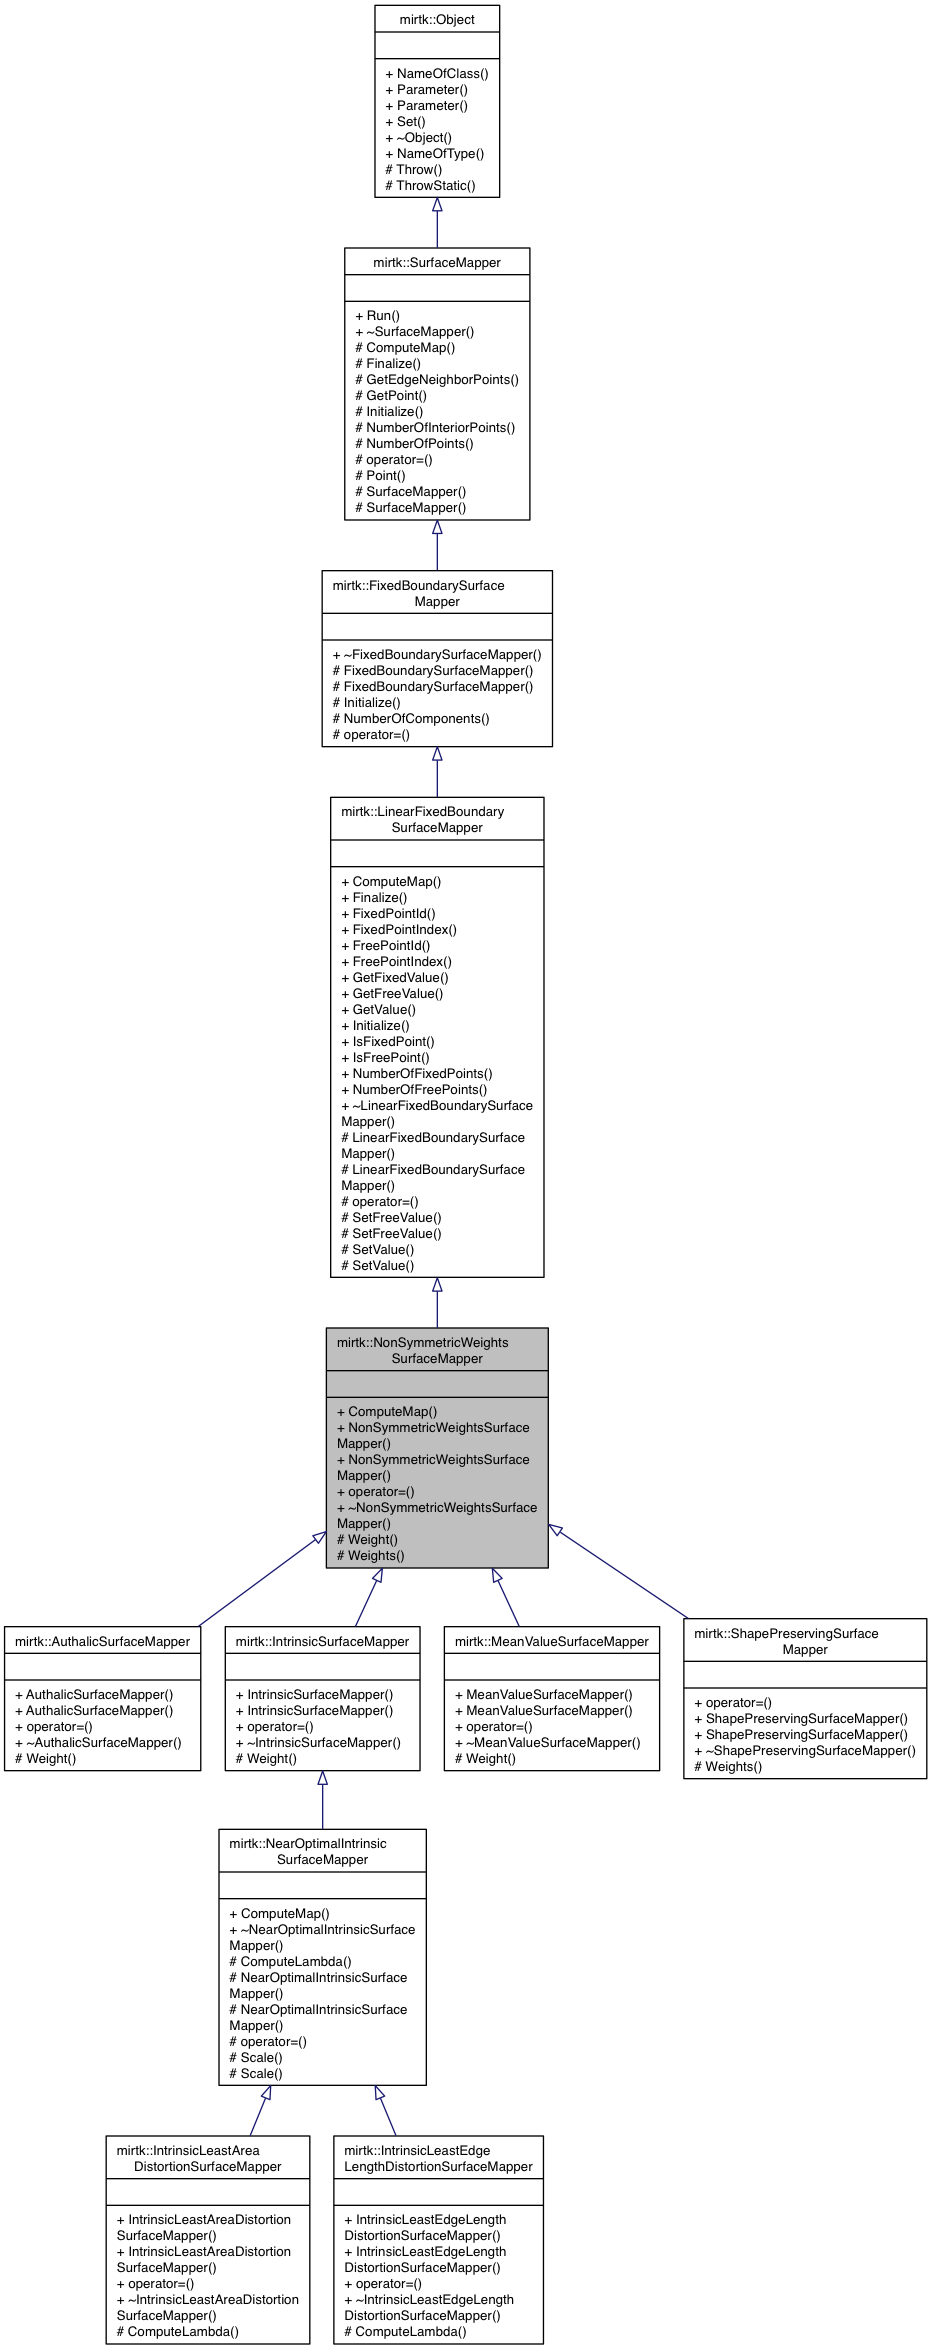 mirtk::Object
+ NameOfClass()
+ Parameter()
+ Parameter()
+ Set()
+ ~Object()
+ NameOfType()
# Throw()
# ThrowStatic()
mirtk::SurfaceMapper
+ Run()
+ ~SurfaceMapper()
# ComputeMap()
# Finalize()
# GetEdgeNeighborPoints()
# GetPoint()
# Initialize()
# NumberOfInteriorPoints()
# NumberOfPoints()
# operator=()
# Point()
# SurfaceMapper()
# SurfaceMapper()
mirtk::FixedBoundarySurface
Mapper
+ ~FixedBoundarySurfaceMapper()
# FixedBoundarySurfaceMapper()
# FixedBoundarySurfaceMapper()
# Initialize()
# NumberOfComponents()
# operator=()
mirtk::LinearFixedBoundary
SurfaceMapper
+ ComputeMap()
+ Finalize()
+ FixedPointId()
+ FixedPointIndex()
+ FreePointId()
+ FreePointIndex()
+ GetFixedValue()
+ GetFreeValue()
+ GetValue()
+ Initialize()
+ IsFixedPoint()
+ IsFreePoint()
+ NumberOfFixedPoints()
+ NumberOfFreePoints()
+ ~LinearFixedBoundarySurface
Mapper()
# LinearFixedBoundarySurface
Mapper()
# LinearFixedBoundarySurface
Mapper()
# operator=()
# SetFreeValue()
# SetFreeValue()
# SetValue()
# SetValue()
mirtk::NonSymmetricWeights
SurfaceMapper
+ ComputeMap()
+ NonSymmetricWeightsSurface
Mapper()
+ NonSymmetricWeightsSurface
Mapper()
+ operator=()
+ ~NonSymmetricWeightsSurface
Mapper()
# Weight()
# Weights()
mirtk::AuthalicSurfaceMapper
+ AuthalicSurfaceMapper()
+ AuthalicSurfaceMapper()
+ operator=()
+ ~AuthalicSurfaceMapper()
# Weight()
mirtk::IntrinsicSurfaceMapper
+ IntrinsicSurfaceMapper()
+ IntrinsicSurfaceMapper()
+ operator=()
+ ~IntrinsicSurfaceMapper()
# Weight()
mirtk::MeanValueSurfaceMapper
+ MeanValueSurfaceMapper()
+ MeanValueSurfaceMapper()
+ operator=()
+ ~MeanValueSurfaceMapper()
# Weight()
mirtk::ShapePreservingSurface
Mapper
+ operator=()
+ ShapePreservingSurfaceMapper()
+ ShapePreservingSurfaceMapper()
+ ~ShapePreservingSurfaceMapper()
# Weights()
mirtk::NearOptimalIntrinsic
SurfaceMapper
+ ComputeMap()
+ ~NearOptimalIntrinsicSurface
Mapper()
# ComputeLambda()
# NearOptimalIntrinsicSurface
Mapper()
# NearOptimalIntrinsicSurface
Mapper()
# operator=()
# Scale()
# Scale()
mirtk::IntrinsicLeastArea
DistortionSurfaceMapper
+ IntrinsicLeastAreaDistortion
SurfaceMapper()
+ IntrinsicLeastAreaDistortion
SurfaceMapper()
+ operator=()
+ ~IntrinsicLeastAreaDistortion
SurfaceMapper()
# ComputeLambda()
mirtk::IntrinsicLeastEdge
LengthDistortionSurfaceMapper
+ IntrinsicLeastEdgeLength
DistortionSurfaceMapper()
+ IntrinsicLeastEdgeLength
DistortionSurfaceMapper()
+ operator=()
+ ~IntrinsicLeastEdgeLength
DistortionSurfaceMapper()
# ComputeLambda()